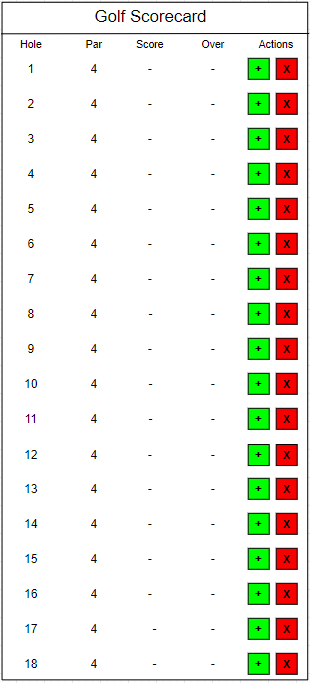 Golf Scorecard
Hole Par Score Over Actions
1 4 - - + X
2 4 - - + X
3 4 - - + X
4 4 - - + X
5 4 - - + X
6 4 - - + X
7 4 - - + X
8 4 - - + X
9 4 - - + X
10 4 - - + X
11 4 - - + X
12 4 - - + X
13 4 - - + X
14 4 - - + X
15 4 - - + X
16 4 - - + X
17 4 - - + X
18 4 - - + X